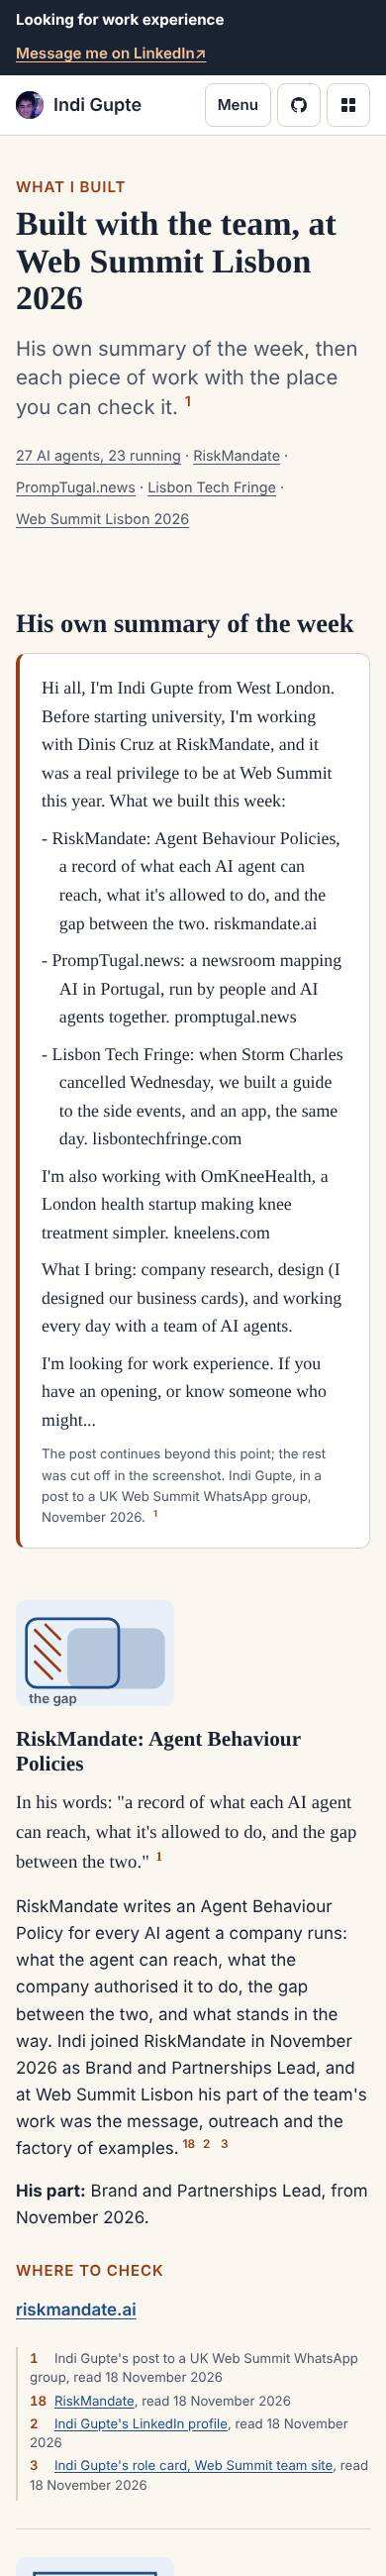 Looking for work experience
Message me on LinkedIn↗
Indi Gupte
Menu
WHAT I BUILT
Built with the team, at
Web Summit Lisbon
2026
His own summary of the week, then
each piece of work with the place
you can check it. 1
27 AI agents, 23 running · RiskMandate ·
PrompTugal.news · Lisbon Tech Fringe ·
Web Summit Lisbon 2026
His own summary of the week
Hi all, I'm Indi Gupte from West London.
Before starting university, I'm working
with Dinis Cruz at RiskMandate, and it
was a real privilege to be at Web Summit
this year. What we built this week:
- RiskMandate: Agent Behaviour Policies,
a record of what each AI agent can
reach, what it's allowed to do, and the
gap between the two. riskmandate.ai
- PrompTugal.news: a newsroom mapping
AI in Portugal, run by people and AI
agents together. promptugal.news
- Lisbon Tech Fringe: when Storm Charles
cancelled Wednesday, we built a guide
to the side events, and an app, the same
day. lisbontechfringe.com
I'm also working with OmKneeHealth, a
London health startup making knee
treatment simpler. kneelens.com
What I bring: company research, design (I
designed our business cards), and working
every day with a team of AI agents.
I'm looking for work experience. If you
have an opening, or know someone who
might...
The post continues beyond this point; the rest
was cut off in the screenshot. Indi Gupte, in a
post to a UK Web Summit WhatsApp group,
November 2026. 1
the gap
RiskMandate: Agent Behaviour
Policies
In his words: "a record of what each AI agent
can reach, what it's allowed to do, and the gap
between the two." 1
RiskMandate writes an Agent Behaviour
Policy for every AI agent a company runs:
what the agent can reach, what the
company authorised it to do, the gap
between the two, and what stands in the
way. Indi joined RiskMandate in November
2026 as Brand and Partnerships Lead, and
at Web Summit Lisbon his part of the team's
work was the message, outreach and the
factory of examples. 18 2 3
His part: Brand and Partnerships Lead, from
November 2026.
WHERE TO CHECK
riskmandate.ai
1 Indi Gupte's post to a UK Web Summit WhatsApp
group, read 18 November 2026
18 RiskMandate, read 18 November 2026
2 Indi Gupte's LinkedIn profile, read 18 November
2026
3 Indi Gupte's role card, Web Summit team site, read
18 November 2026